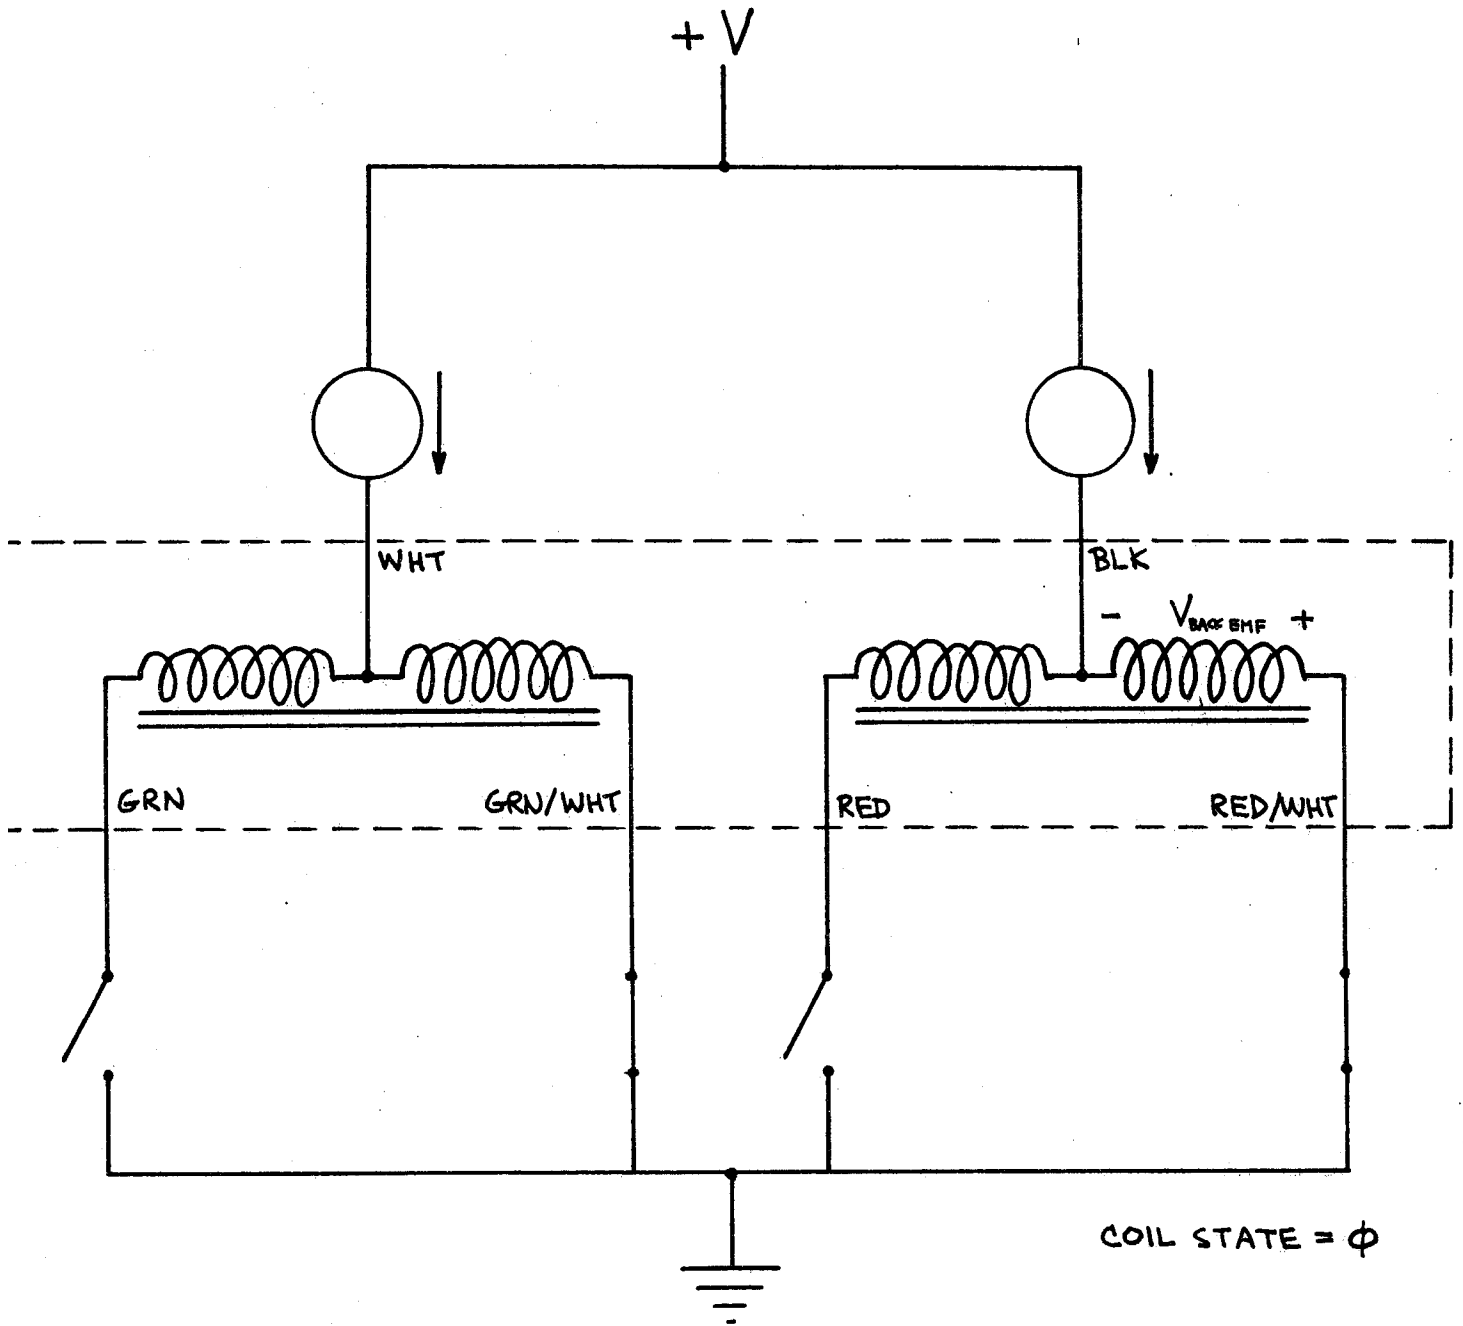 + V
WHT
BLK
- V BACK EMF +
GRN
GRN/WHT
RED
RED/WHT
COIL STATE = ϕ